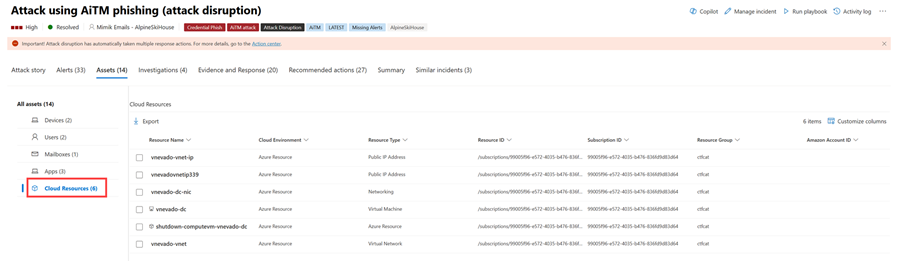 Attack using AiTM phishing (attack disruption)
Copilot Manage incident Run playbook Activity log ...
High Resolved Mimik Emails - AlpineSkiHouse Credential Phish AiTM attack Attack Disruption AiTM LATEST Missing Alerts AlpineSkiHouse
Important! Attack disruption has automatically taken multiple response actions. For more details, go to the Action center.
Attack story Alerts (33) Assets (14) Investigations (4) Evidence and Response (20) Recommended actions (27) Summary Similar incidents (3)
All assets (14)
Devices (2)
Users (2)
Mailboxes (2)
Apps (3)
Cloud Resources (6)
Cloud Resources
Export 6 items Customize columns
Resource Name Cloud Environment Resource Type Resource ID Subscription ID Resource Group Amazon Account ID
vnevado-vnet-ip Azure Resource Public IP Address /subscriptions/99005f96-e572-4035-b476-836f... 99005f96-e572-4035-b476-836fd9d83d64 ctfcat
vnevadovnetip339 Azure Resource Public IP Address /subscriptions/99005f96-e572-4035-b476-836f... 99005f96-e572-4035-b476-836fd9d83d64 ctfcat
vnevado-dc-nic Azure Resource Networking /subscriptions/99005f96-e572-4035-b476-836f... 99005f96-e572-4035-b476-836fd9d83d64 ctfcat
vnevado-dc Azure Resource Virtual Machine /subscriptions/99005f96-e572-4035-b476-836f... 99005f96-e572-4035-b476-836fd9d83d64 ctfcat
shutdown-computevm-vnevado-dc Azure Resource Azure Resource /subscriptions/99005f96-e572-4035-b476-836f... 99005f96-e572-4035-b476-836fd9d83d64 ctfcat
vnevado-vnet Azure Resource Virtual Network /subscriptions/99005f96-e572-4035-b476-836f... 99005f96-e572-4035-b476-836fd9d83d64 ctfcat